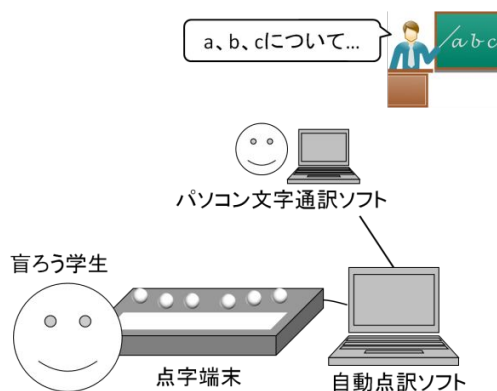 a、b、cについて…
a b c
パソコン文字通訳ソフト
盲ろう学生
点字端末
自動点訳ソフト